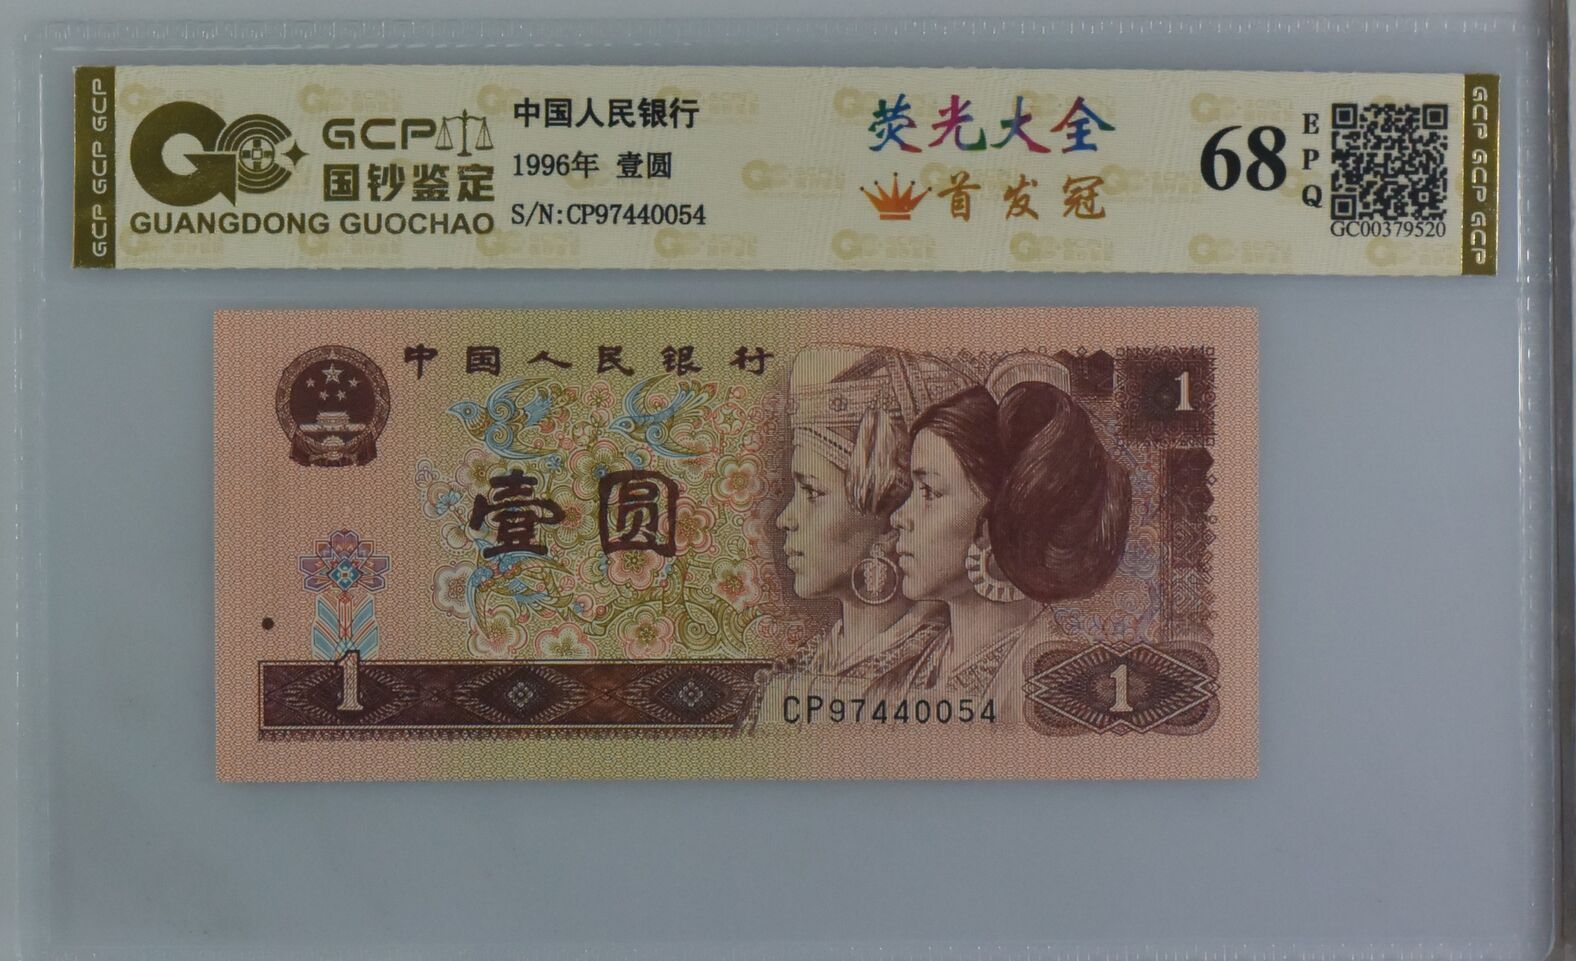 GCP GCP GCP
GCP
国钞鉴定
GUANGDONG GUOCHAO
中国人民银行
1996年 壹圆
S/N:CP97440054
荧光大全
首发冠
68
EPQ
GC00379520
GCP GCP GCP
中国人民银行
1
壹圆
1
CP97440054
1